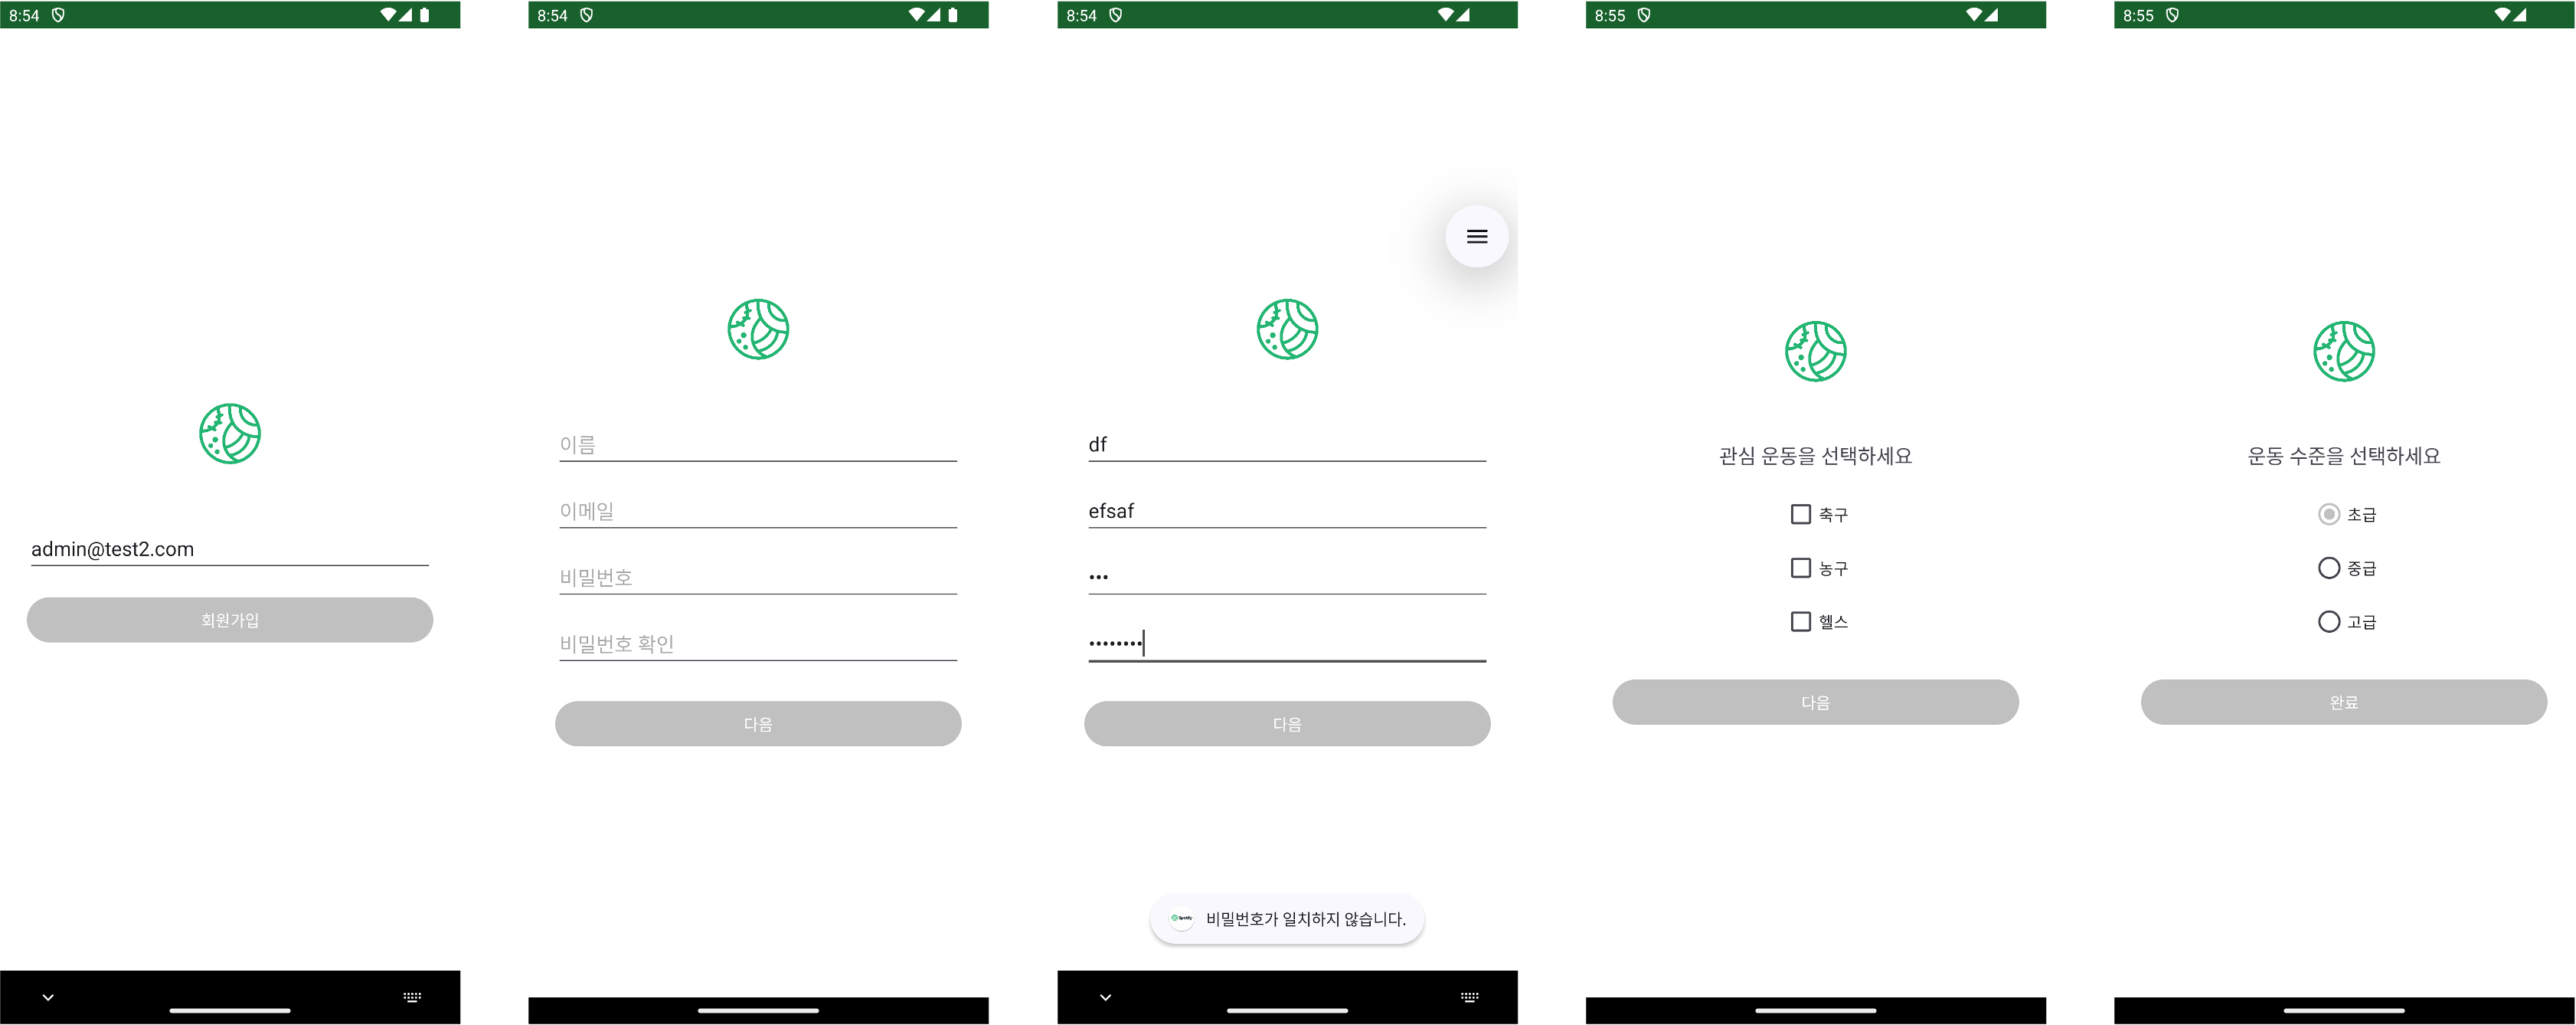 8:54
admin@test2.com
회원가입
8:54
이름
이메일
비밀번호
비밀번호 확인
다음
8:54
df
efsaf
•••
••••••••
다음
비밀번호가 일치하지 않습니다.
8:55
관심 운동을 선택하세요
축구
농구
헬스
다음
8:55
운동 수준을 선택하세요
초급
중급
고급
완료